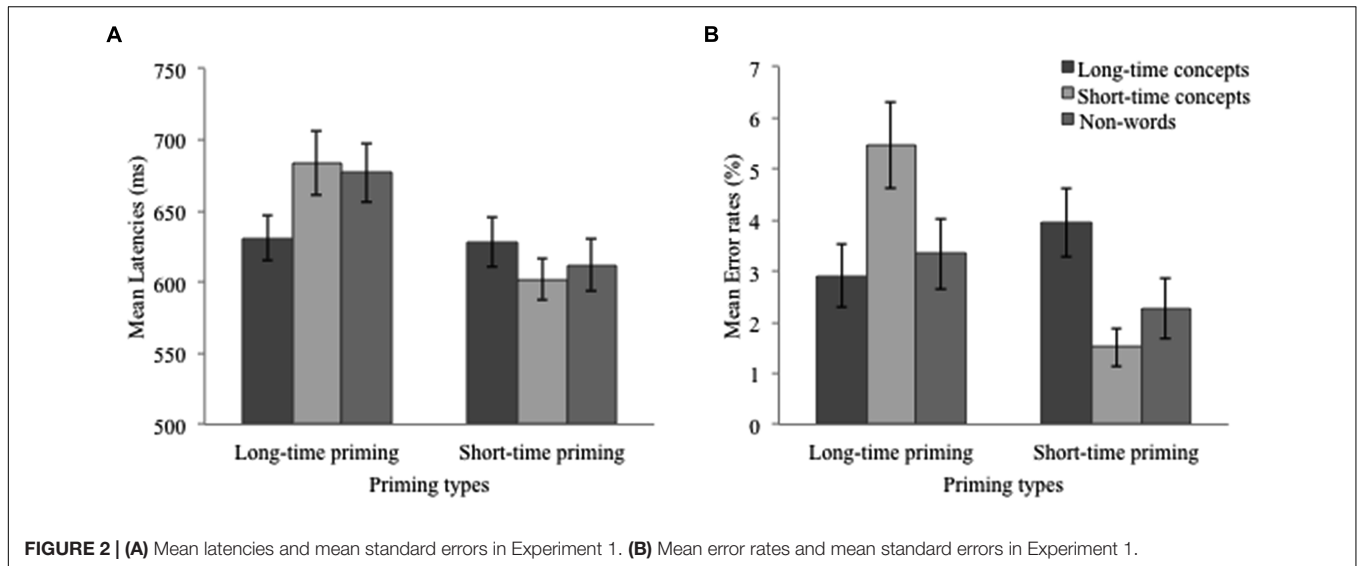 A
750
700
650
600
550
500
Mean Latencies (ms)
Long-time priming
Short-time priming
Priming types
B
7
6
5
4
3
2
1
0
Mean Error rates (%)
Long-time concepts
Short-time concepts
Non-words
Long-time priming
Short-time priming
Priming types
FIGURE 2 | (A) Mean latencies and mean standard errors in Experiment 1. (B) Mean error rates and mean standard errors in Experiment 1.